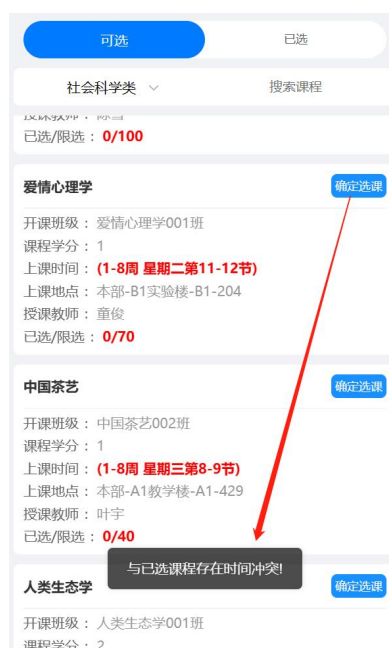 可选 已选
社会科学类 搜索课程
已选/限选： 0/100
爱情心理学 确定选课
开课班级： 爱情心理学001班
课程学分： 1
上课时间： (1-8周 星期二第11-12节)
上课地点： 本部-B1实验楼-B1-204
授课教师： 童俊
已选/限选： 0/70
中国茶艺 确定选课
开课班级： 中国茶艺002班
课程学分： 1
上课时间： (1-8周 星期三第8-9节)
上课地点： 本部-A1教学楼-A1-429
授课教师： 叶宇
已选/限选： 0/40
与已选课程存在时间冲突!
人类生态学 确定选课
开课班级： 人类生态学001班
课程学分： 2